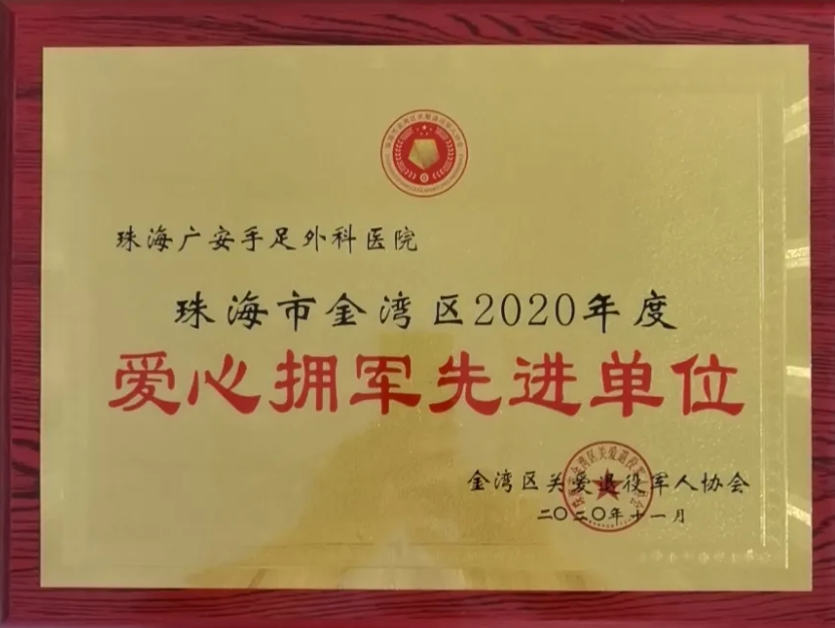 珠海广安手足外科医院
珠海市金湾区2020年度
爱心拥军先进单位
金湾区关爱退役军人协会
二〇二〇年十一月